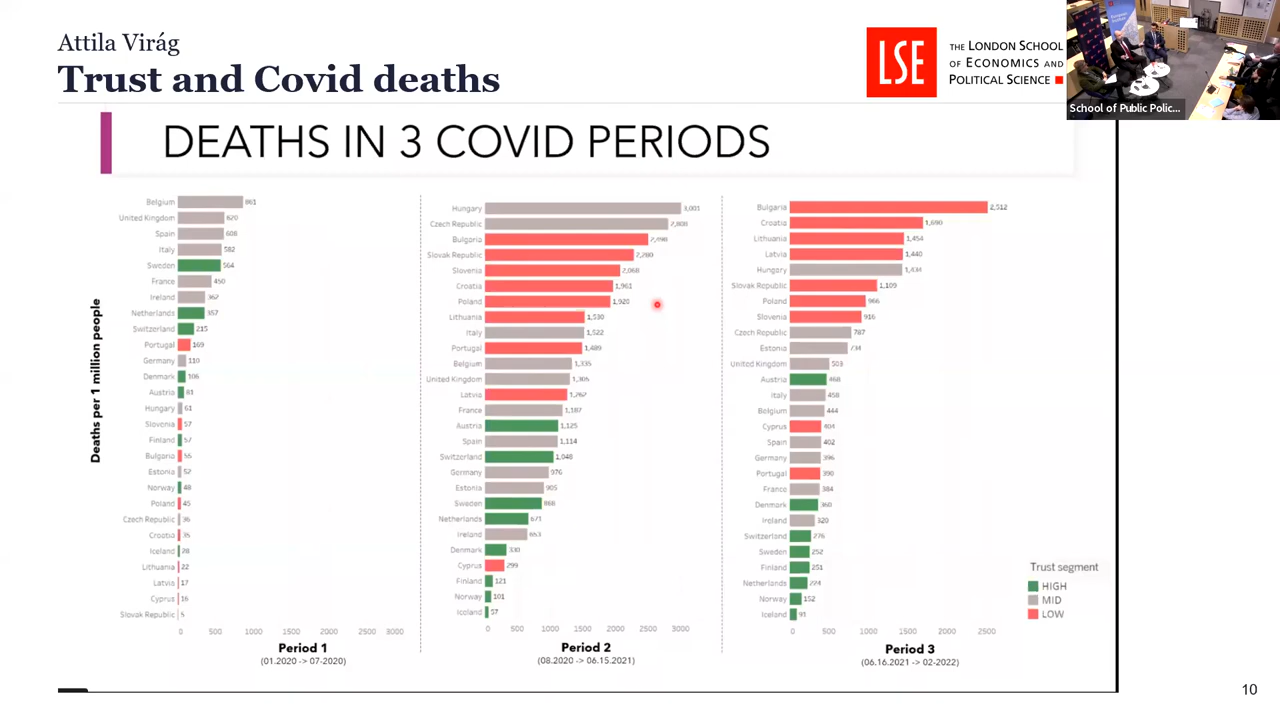 Attila Virág
Trust and Covid deaths
LSE
THE LONDON SCHOOL
OF ECONOMICS AND
POLITICAL SCIENCE
School of Public Polic...
DEATHS IN 3 COVID PERIODS
Deaths per 1 million people
Belgium 861
United Kingdom 620
Spain 608
Italy 582
Sweden 564
France 450
Ireland 367
Netherlands 357
Switzerland 215
Portugal 169
Germany 110
Denmark 106
Austria 81
Hungary 61
Slovenia 57
Finland 57
Bulgaria 56
Estonia 52
Norway 48
Poland 45
Czech Republic 36
Croatia 35
Iceland 28
Lithuania 22
Latvia 17
Cyprus 16
Slovak Republic 5
0 500 1000 1500 2000 2500 3000
Period 1
(01.2020 -> 07-2020)
Hungary 3,001
Czech Republic 2,808
Bulgaria 2,498
Slovak Republic 2,280
Slovenia 2,068
Croatia 1,961
Poland 1,920
Lithuania 1,530
Italy 1,522
Portugal 1,489
Belgium 1,335
United Kingdom 1,305
Latvia 1,262
France 1,187
Austria 1,125
Spain 1,114
Switzerland 1,048
Germany 976
Estonia 905
Sweden 868
Netherlands 671
Ireland 653
Denmark 330
Cyprus 299
Finland 121
Norway 101
Iceland 57
0 500 1000 1500 2000 2500 3000
Period 2
(08.2020 -> 06.15.2021)
Bulgaria 2,512
Croatia 1,690
Lithuania 1,454
Latvia 1,440
Hungary 1,434
Slovak Republic 1,109
Poland 966
Slovenia 916
Czech Republic 787
Estonia 734
United Kingdom 503
Austria 468
Italy 458
Belgium 444
Cyprus 404
Spain 402
Germany 396
Portugal 390
France 384
Denmark 360
Ireland 320
Switzerland 276
Sweden 252
Finland 251
Netherlands 224
Norway 152
Iceland 91
0 500 1000 1500 2000 2500
Period 3
(06.16.2021 -> 02-2022)
Trust segment
HIGH
MID
LOW
10